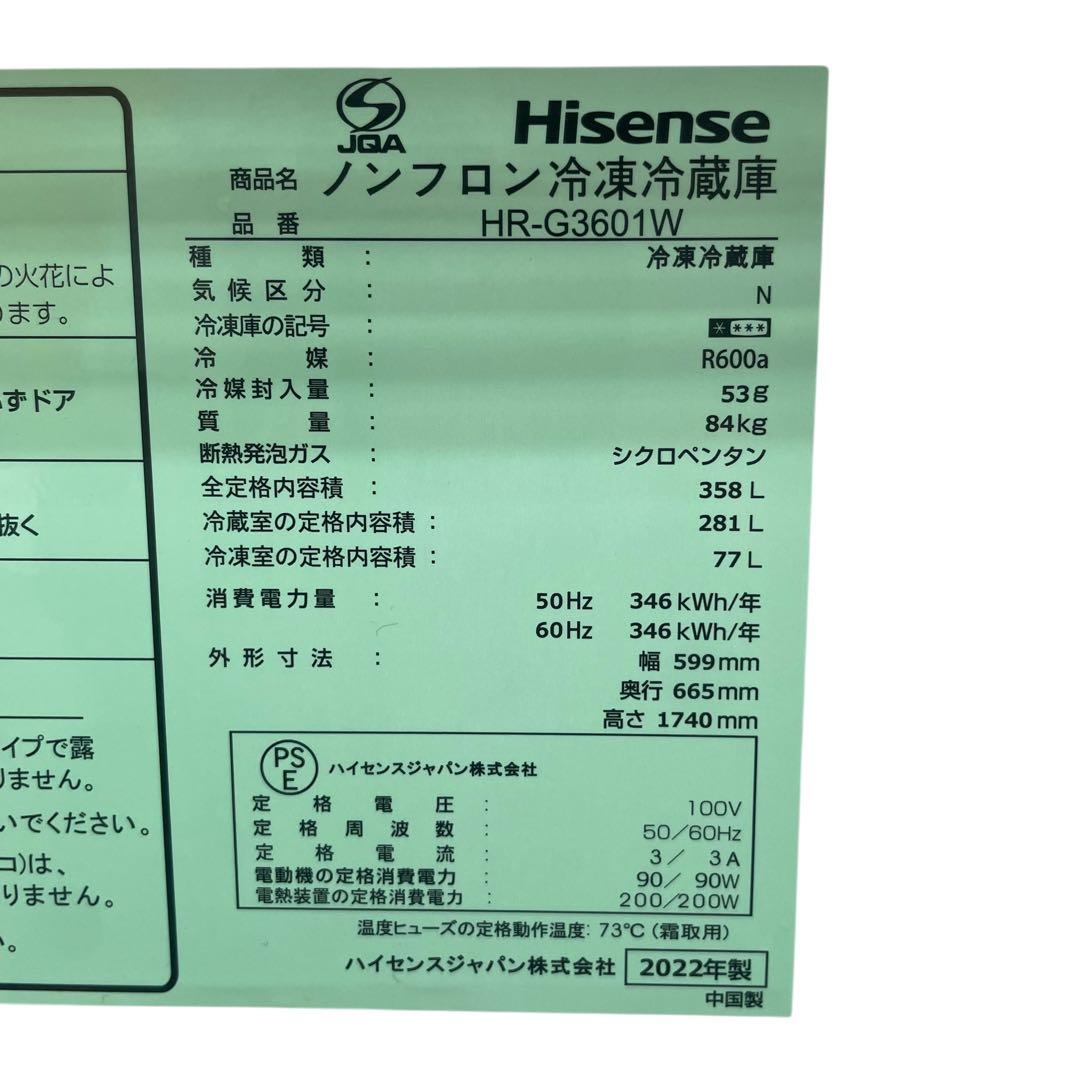 の火花によ
ります。
ずドア
抜く
イプで露
りません。
いでください。
コ)は、
りません。
い。
JQA
Hisense
商品名 ノンフロン冷凍冷蔵庫
品番 HR-G3601W
種類 : 冷凍冷蔵庫
気候区分 : N
冷凍庫の記号 : ****
冷媒 : R600a
冷媒封入量 : 53g
質量 : 84kg
断熱発泡ガス : シクロペンタン
全定格内容積 : 358 L
冷蔵室の定格内容積 : 281 L
冷凍室の定格内容積 : 77 L
消費電力量 : 50Hz 346 kWh/年
60Hz 346 kWh/年
外形寸法 : 幅 599mm
奥行 665mm
高さ 1740mm
PSE ハイセンスジャパン株式会社
定格電圧 : 100V
定格周波数 : 50/60Hz
定格電流 : 3/ 3A
電動機の定格消費電力 : 90/ 90W
電熱装置の定格消費電力 : 200/200W
温度ヒューズの定格動作温度: 73℃(霜取用)
ハイセンスジャパン株式会社 2022年製
中国製